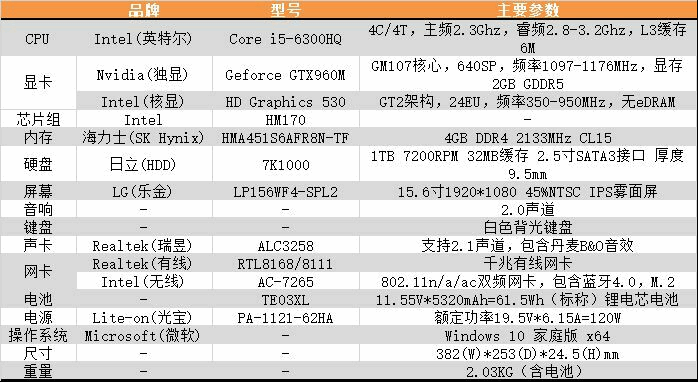 品牌 型号 主要参数
CPU Intel(英特尔) Core i5-6300HQ 4C/4T，主频2.3Ghz，睿频2.8-3.2Ghz，L3缓存
6M
显卡 Nvidia(独显) Geforce GTX960M GM107核心，640SP，频率1097-1176MHz，显存
2GB GDDR5
Intel(核显) HD Graphics 530 GT2架构，24EU，频率350-950MHz，无eDRAM
芯片组 Intel HM170 -
内存 海力士(SK Hynix) HMA451S6AFR8N-TF 4GB DDR4 2133MHz CL15
硬盘 日立(HDD) 7K1000 1TB 7200RPM 32MB缓存 2.5寸SATA3接口 厚度
9.5mm
屏幕 LG(乐金) LP156WF4-SPL2 15.6寸1920*1080 45%NTSC IPS雾面屏
音响 - - 2.0声道
键盘 - - 白色背光键盘
声卡 Realtek(瑞昱) ALC3258 支持2.1声道，包含丹麦B&O音效
网卡 Realtek(有线) RTL8168/8111 千兆有线网卡
Intel(无线) AC-7265 802.11n/a/ac双频网卡，包含蓝牙4.0，M.2
电池 - TE03XL 11.55V*5320mAh=61.5Wh（标称）锂电芯电池
电源 Lite-on(光宝) PA-1121-62HA 额定功率19.5V*6.15A=120W
操作系统 Microsoft(微软) - Windows 10 家庭版 x64
尺寸 - - 382(W)*253(D)*24.5(H)mm
重量 - - 2.03KG（含电池）